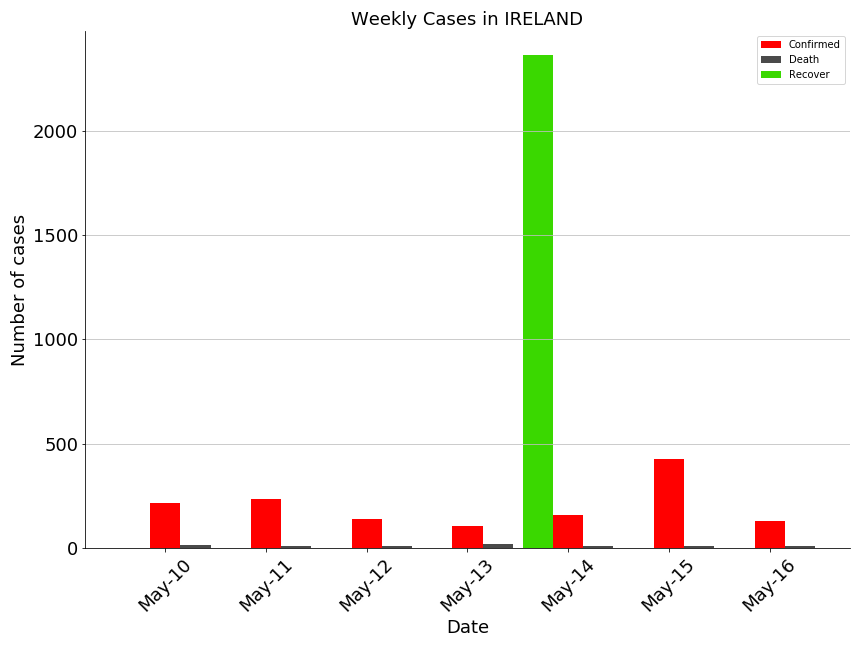 Weekly Cases in IRELAND
Confirmed
Death
Recover
Number of cases
2000
1500
1000
500
0
May-10
May-11
May-12
May-13
May-14
May-15
May-16
Date